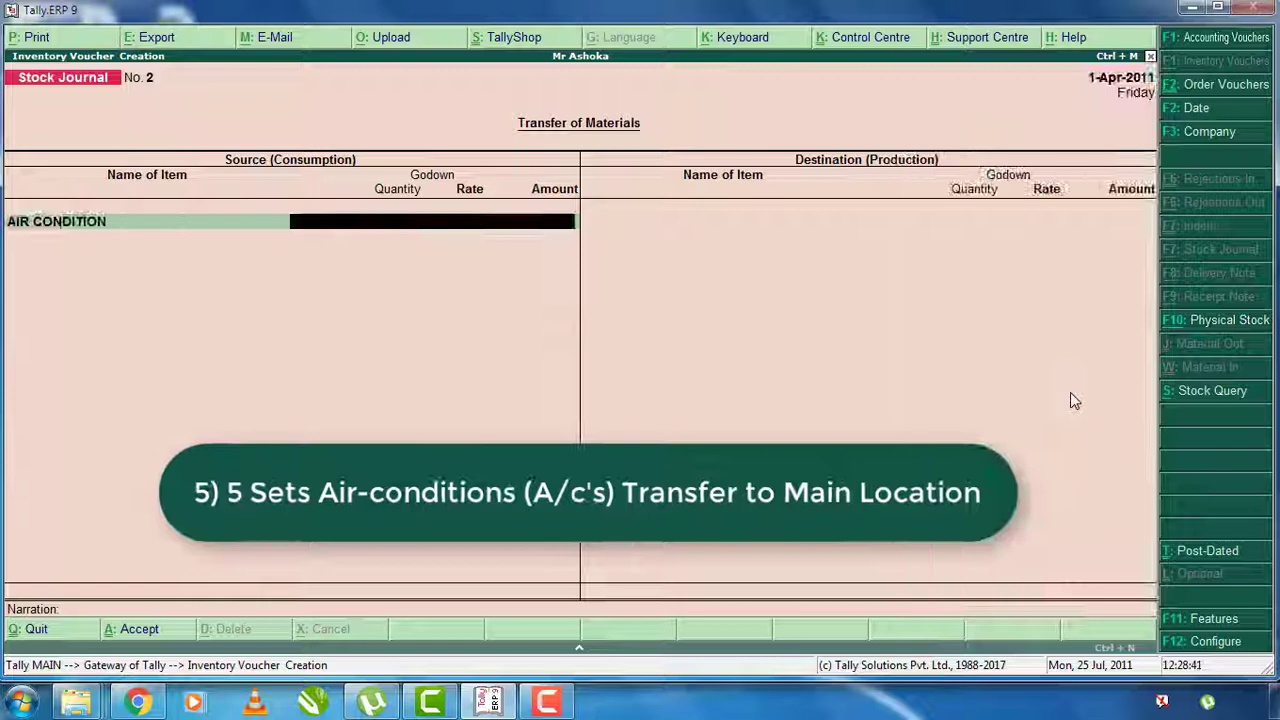 Tally.ERP 9
P: Print E: Export M: E-Mail O: Upload S: TallyShop G: Language K: Keyboard K: Control Centre H: Support Centre H: Help
Inventory Voucher Creation Mr Ashoka Ctrl + M
Stock Journal No. 2 1-Apr-2011
Friday
Transfer of Materials
Source (Consumption) Destination (Production)
Name of Item Godown Name of Item Godown
Quantity Rate Amount Quantity Rate Amount
AIR CONDITION
5) 5 Sets Air-conditions (A/c's) Transfer to Main Location
Narration:
Q: Quit A: Accept D: Delete X: Cancel
Ctrl + N
Tally MAIN --> Gateway of Tally --> Inventory Voucher Creation (c) Tally Solutions Pvt. Ltd., 1988-2017 Mon, 25 Jul, 2011 12:28:41
F1: Accounting Vouchers
F1: Inventory Vouchers
F2: Order Vouchers
F2: Date
F3: Company
F6: Rejections In
F6: Rejections Out
F7: Stock Journal
F8: Delivery Note
F9: Receipt Note
F10: Physical Stock
J: Material Out
W: Material In
S: Stock Query
T: Post-Dated
L: Optional
F11: Features
F12: Configure